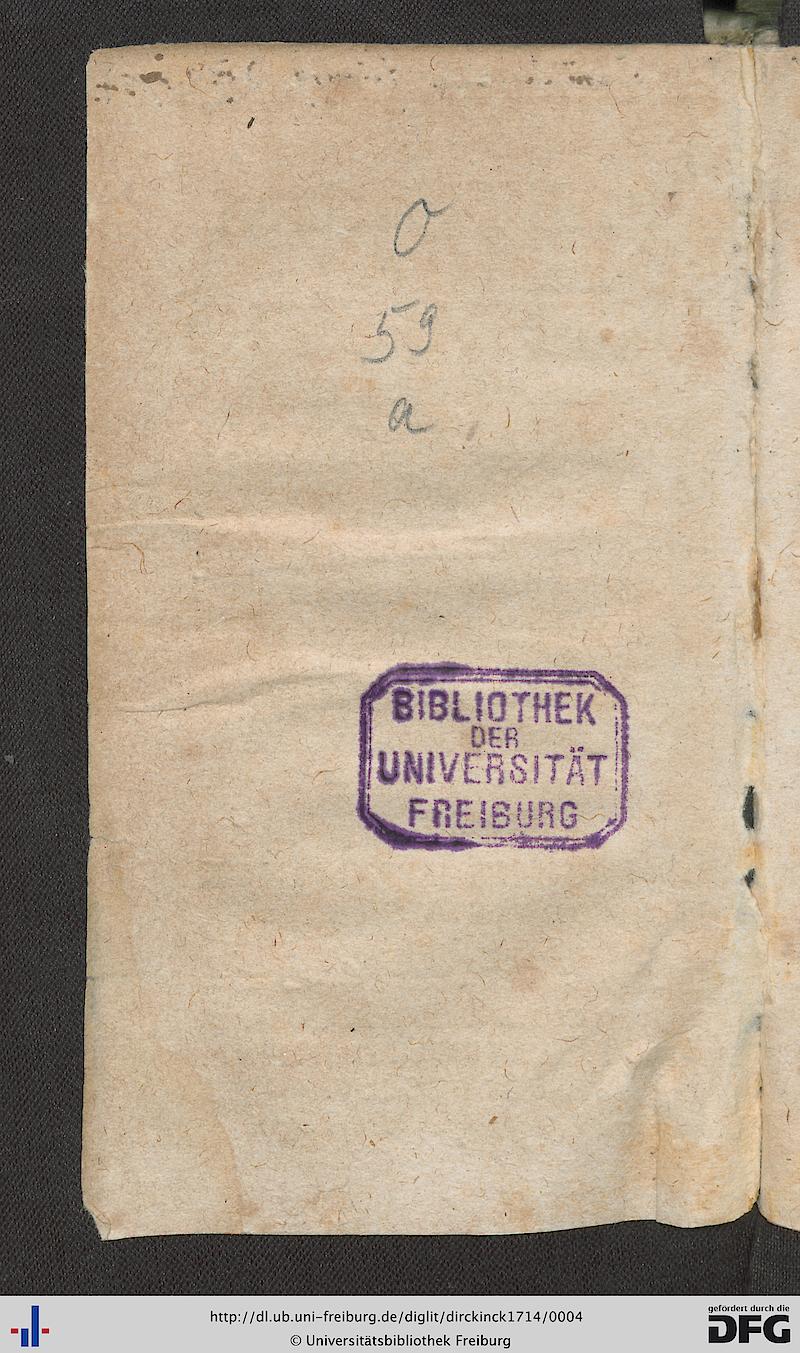 O
59
a
BIBLIOTHEK
DER
UNIVERSITÄT
FREIBURG
http://dl.ub.uni-freiburg.de/diglit/dirckinck1714/0004
© Universitätsbibliothek Freiburg
gefördert durch die
DFG